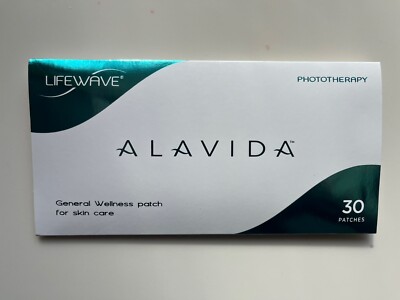 LIFEWAVE®
PHOTOTHERAPY
ALAVIDA™
General Wellness patch
for skin care
30
PATCHES